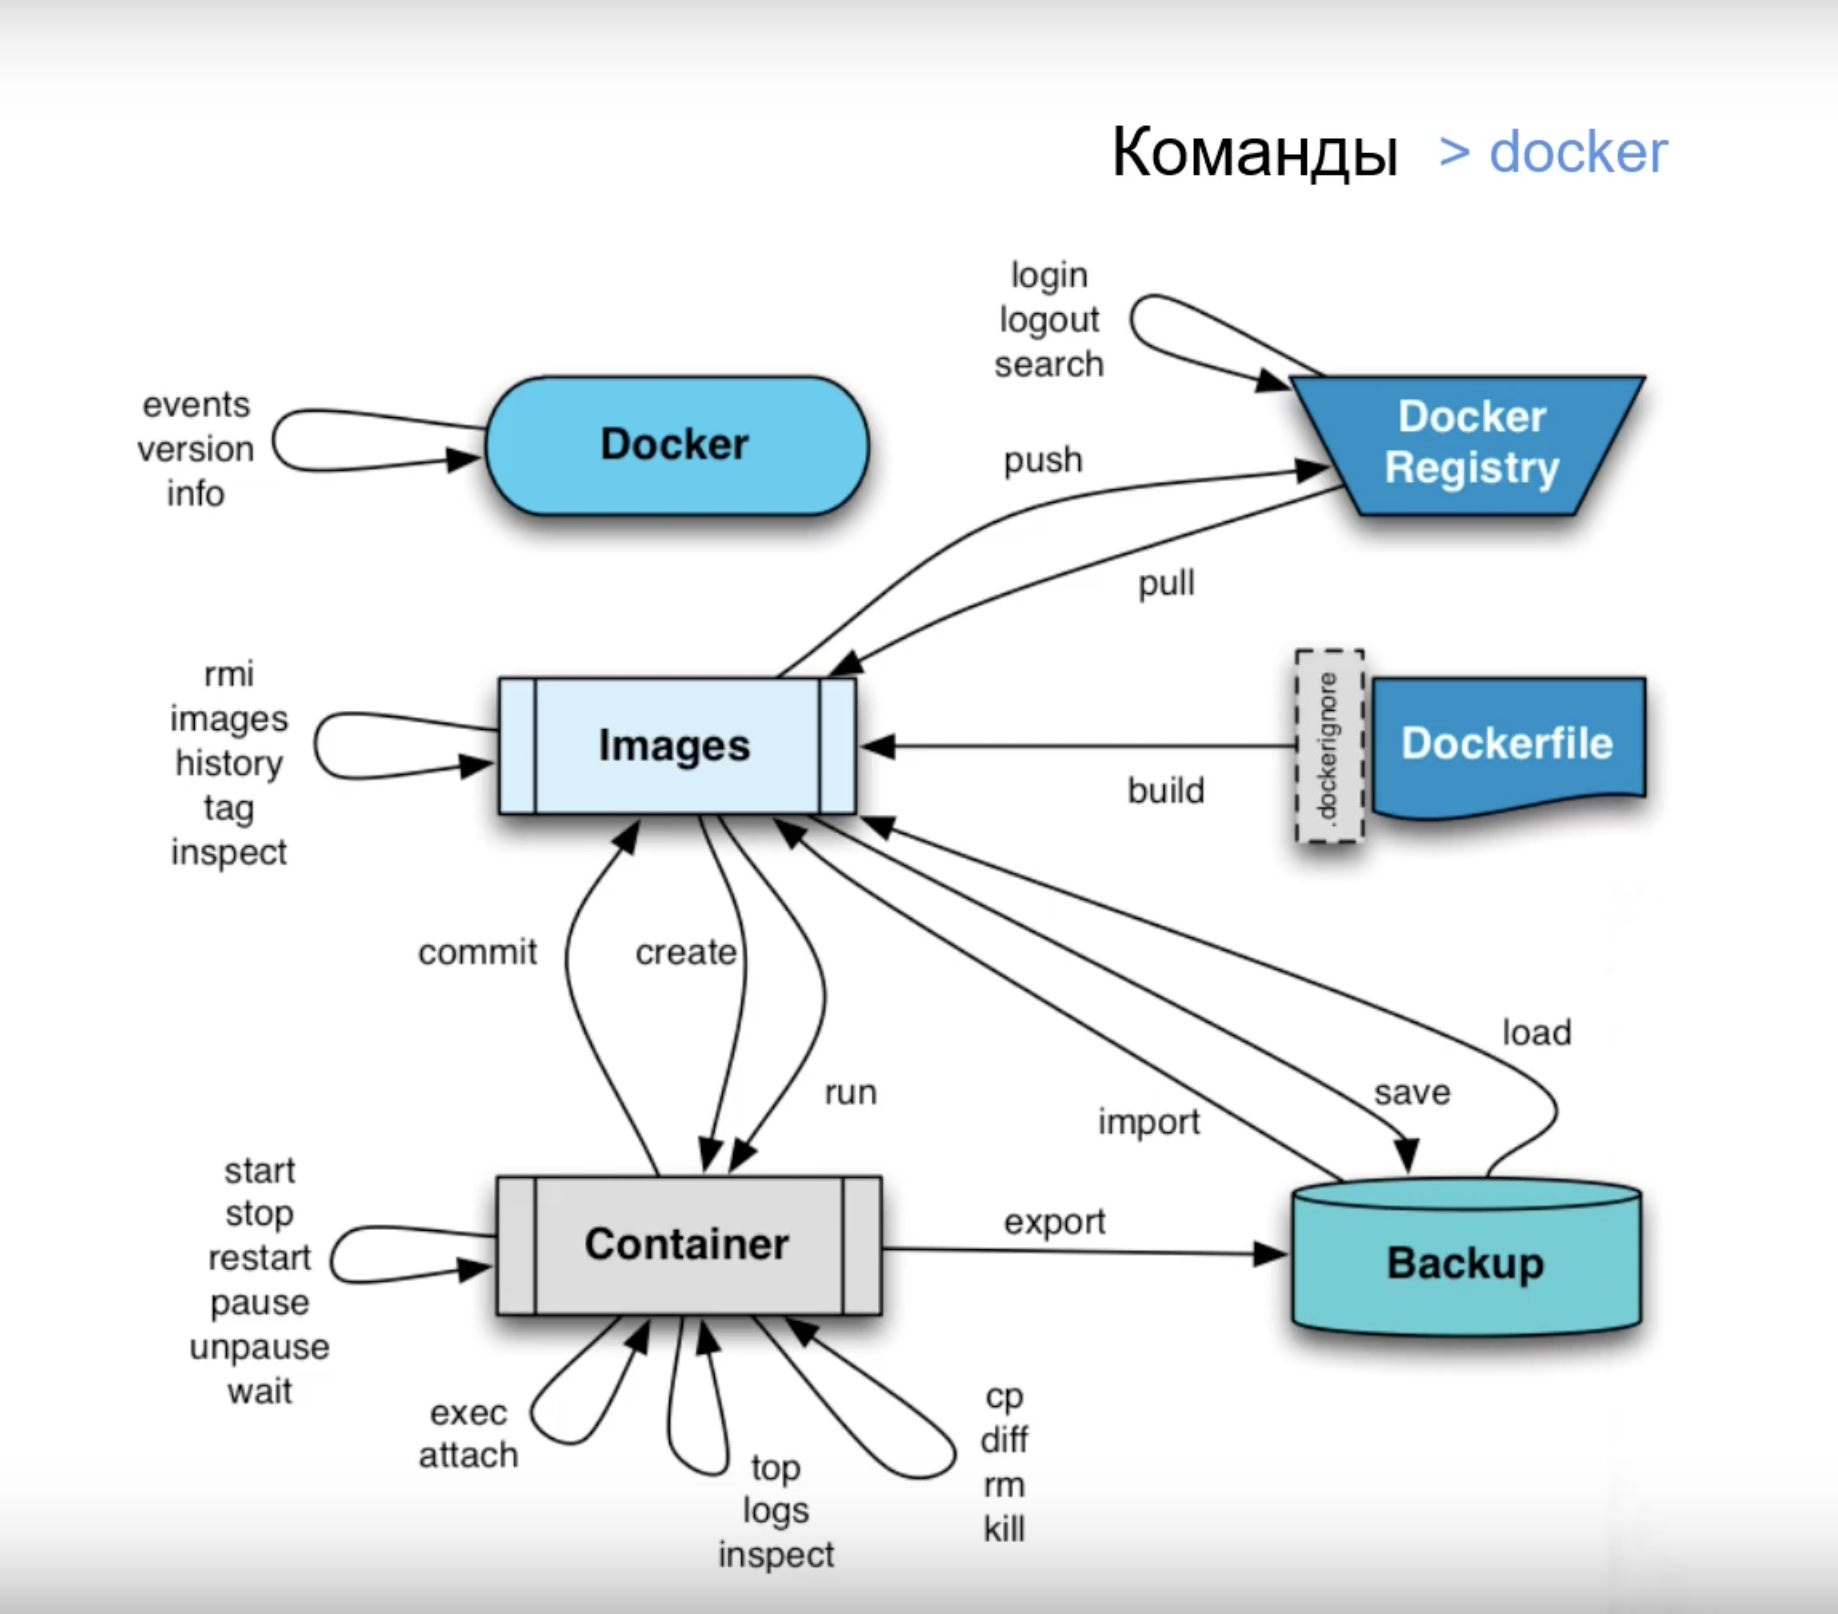 Команды > docker
login
logout
search
events
version
info
Docker
Docker
Registry
push
pull
rmi
images
history
tag
inspect
Images
build
.dockerignore
Dockerfile
commit
create
run
load
save
import
start
stop
restart
pause
unpause
wait
Container
export
Backup
exec
attach
top
logs
inspect
cp
diff
rm
kill